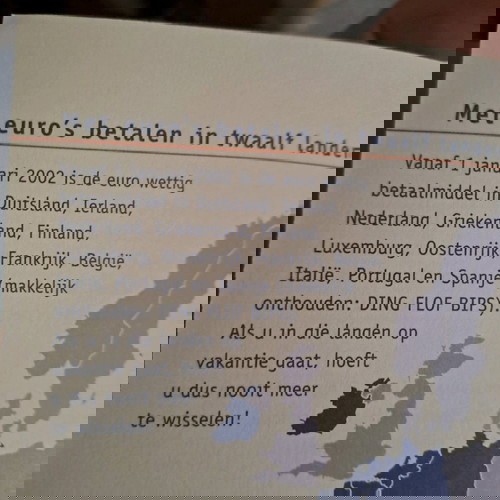 Met euro's betalen in twaalf landen
Vanaf 1 januari 2002 is de euro wettig
betaalmiddel in Duitsland, Ierland,
Nederland, Griekenland, Finland,
Luxemburg, Oostenrijk, Frankrijk, België,
Italië, Portugal en Spanje (makkelijk
onthouden: DING FLOF BIPS).
Als u in die landen op
vakantie gaat, hoeft
u dus nooit meer
te wisselen!